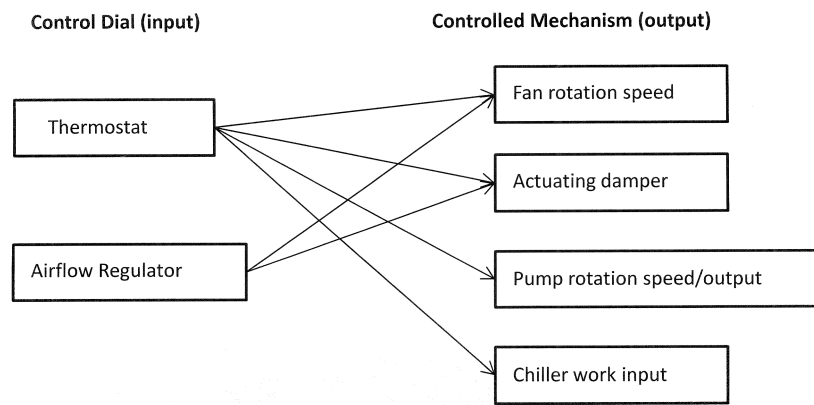 Control Dial (input)
Controlled Mechanism (output)
Thermostat
Airflow Regulator
Fan rotation speed
Actuating damper
Pump rotation speed/output
Chiller work input